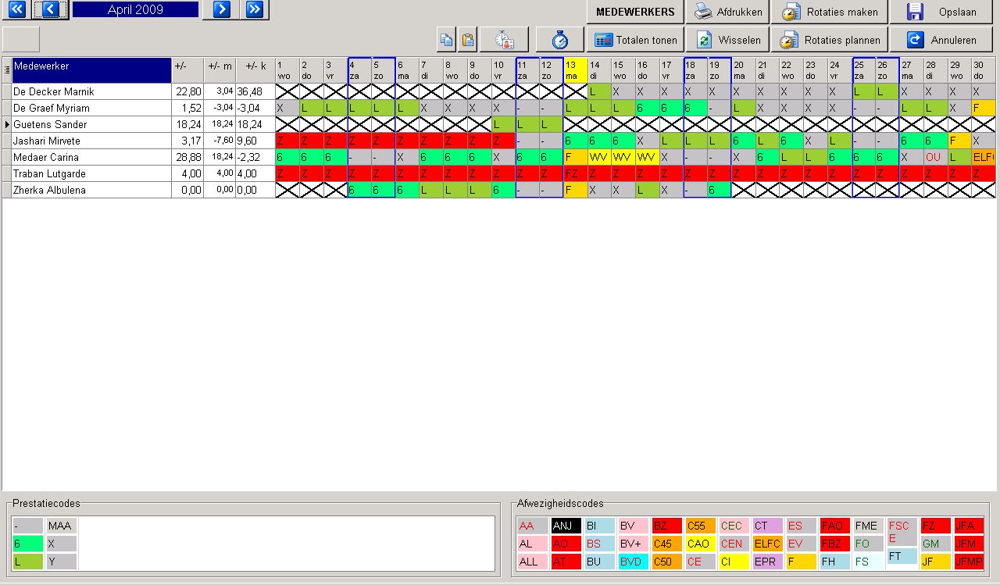 April 2009 MEDEWERKERS Afdrukken Rotaties maken Opslaan
Totalen tonen Wisselen Rotaties plannen Annuleren
Medewerker +/- +/- m +/- k 1 2 3 4 5 6 7 8 9 10 11 12 13 14 15 16 17 18 19 20 21 22 23 24 25 26 27 28 29 30
wo do vr za zo ma di wo do vr za zo ma di wo do vr za zo ma di wo do vr za zo ma di wo do
De Decker Marnik 22,80 3,04 36,48 L X X X X X X X X X X L L X X X X
De Graef Myriam 1,52 -3,04 -3,04 X L L L L L X X X X - - L L L 6 6 6 - L X X X X - - L L X F
Guetens Sander 18,24 18,24 18,24 L L L
Jashari Mirvete 3,17 -7,60 9,60 Z Z Z Z Z Z Z Z Z Z - - 6 6 6 X L L L 6 L 6 X L - - 6 6 F X
Medaer Carina 28,88 18,24 -2,32 6 6 6 - - X 6 6 6 X 6 6 F WV WV WV X - - X 6 L L 6 6 6 X OU L ELF
Traban Lutgarde 4,00 4,00 4,00 Z Z Z Z Z Z Z Z Z Z Z Z FZ Z Z Z Z Z Z Z Z Z Z Z Z Z Z Z Z Z
Zherka Albulena 0,00 0,00 0,00 6 6 6 L L L 6 - - F X X L X - 6
Prestatiecodes
- MAA
6 X
L Y
Afwezigheidscodes
AA ANJ BI BV BZ C55 CEC CT ES FAO FME FSC FZ JFA
E
AL AO BS BV+ C45 CAO CEN ELFC EV FBZ FO GM JFM
ALL AT BU BVD C50 CE CI EPR F FH FS FT JF JFMP